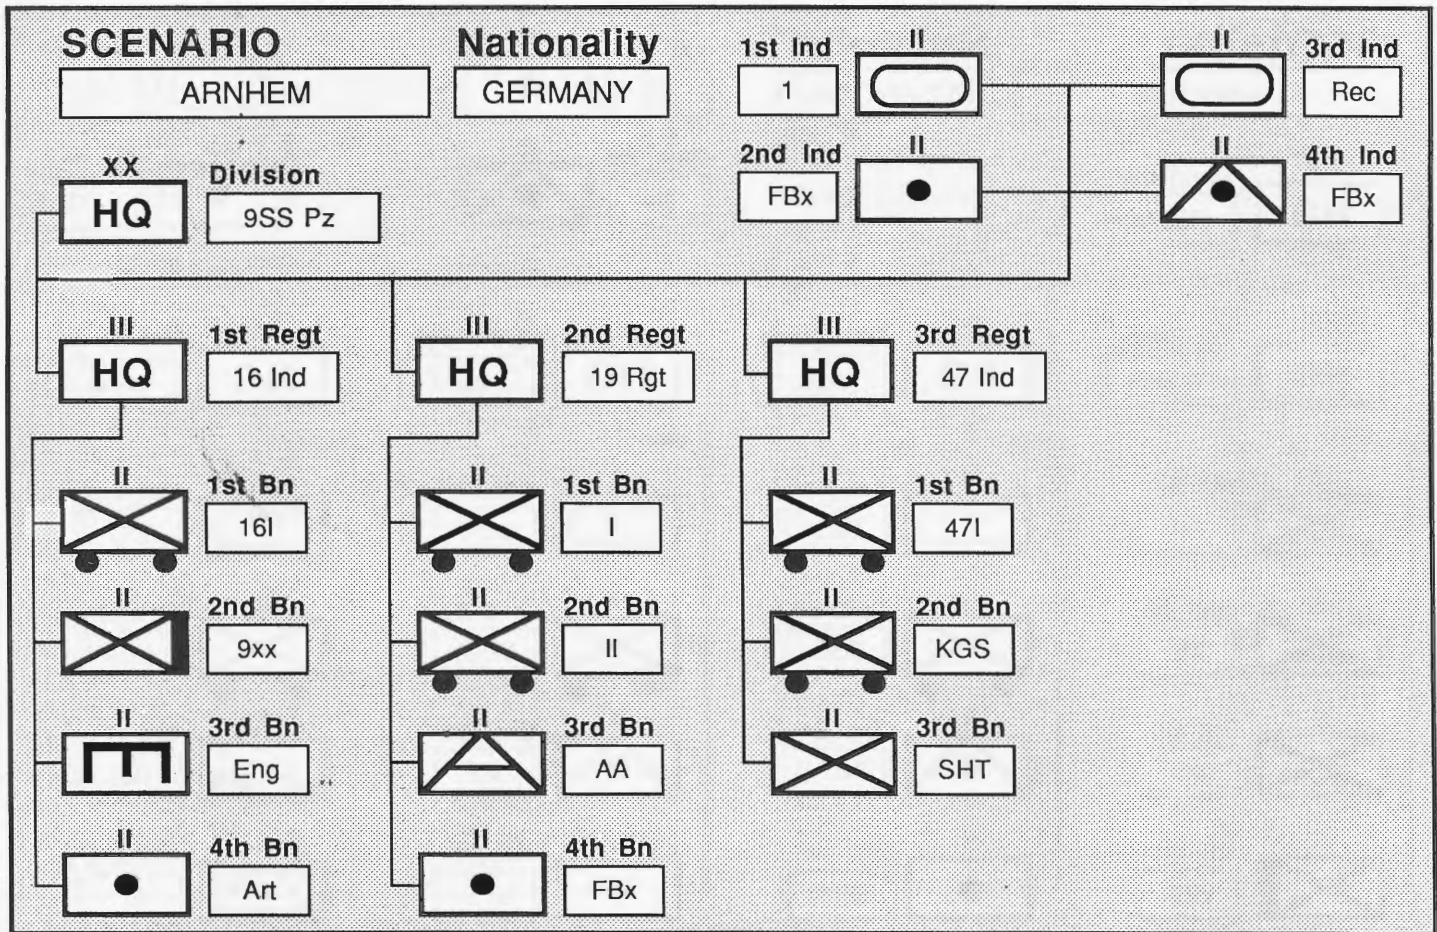 SCENARIO Nationality
ARNHEM GERMANY
1st Ind II II 3rd Ind
1 Rec
2nd Ind II II 4th Ind
FBx FBx
XX Division
HQ 9SS Pz
III 1st Regt III 2nd Regt III 3rd Regt
HQ 16 Ind HQ 19 Rgt HQ 47 Ind
II 1st Bn II 1st Bn II 1st Bn
16I I 47I
II 2nd Bn II 2nd Bn II 2nd Bn
9xx II KGS
II 3rd Bn II 3rd Bn II 3rd Bn
Eng AA SHT
II 4th Bn II 4th Bn
Art FBx